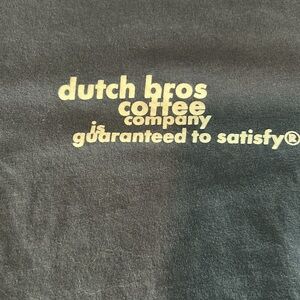 dutch bros
coffee
company
is
guaranteed to satisfy®